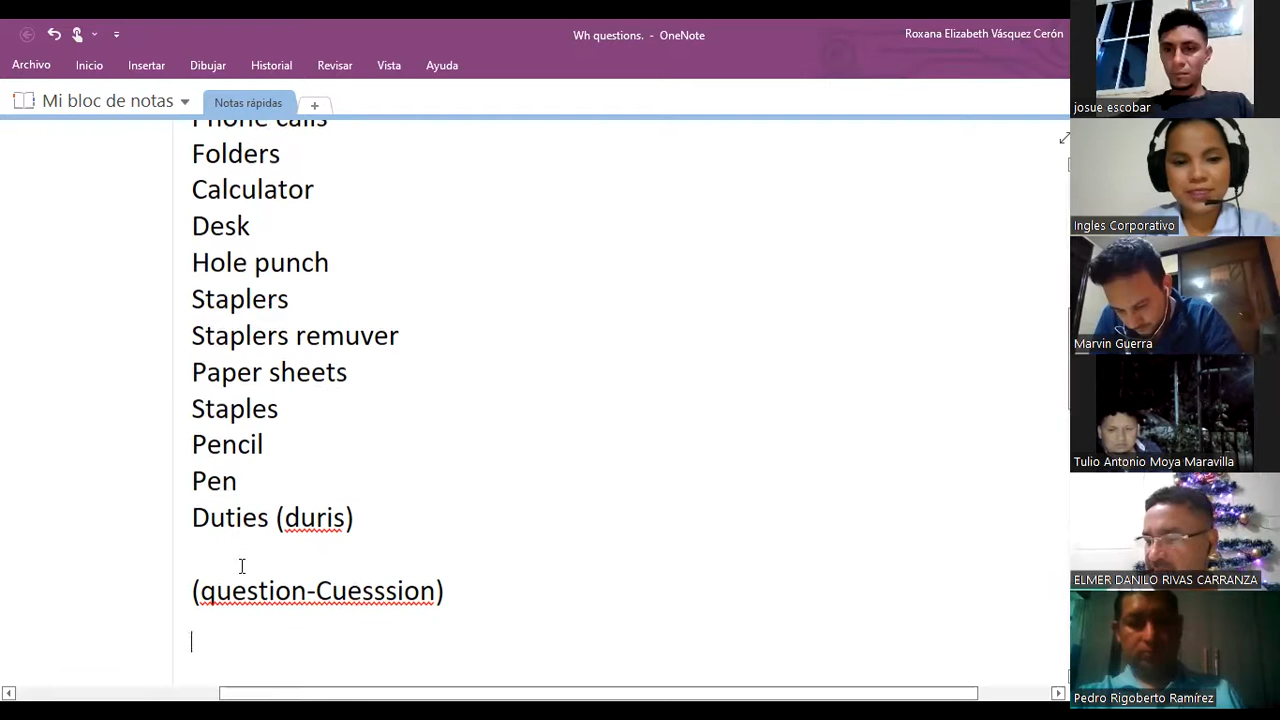 Wh questions. - OneNote
Roxana Elizabeth Vásquez Cerón
Archivo Inicio Insertar Dibujar Historial Revisar Vista Ayuda
Mi bloc de notas
Notas rápidas
+
Phone calls
Folders
Calculator
Desk
Hole punch
Staplers
Staplers remuver
Paper sheets
Staples
Pencil
Pen
Duties (duris)
(question-Cuesssion)
josue escobar
Ingles Corporativo
Marvin Guerra
Tulio Antonio Moya Maravilla
ELMER DANILO RIVAS CARRANZA
Pedro Rigoberto Ramírez